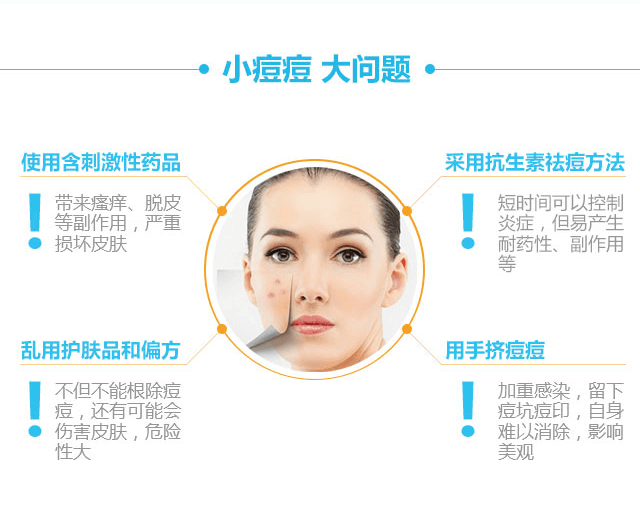 小痘痘 大问题
使用含刺激性药品
带来瘙痒、脱皮
等副作用，严重
损坏皮肤
采用抗生素祛痘方法
短时间可以控制
炎症，但易产生
耐药性、副作用
等
乱用护肤品和偏方
不但不能根除痘
痘，还有可能会
伤害皮肤，危险
性大
用手挤痘痘
加重感染，留下
痘坑痘印，自身
难以消除，影响
美观